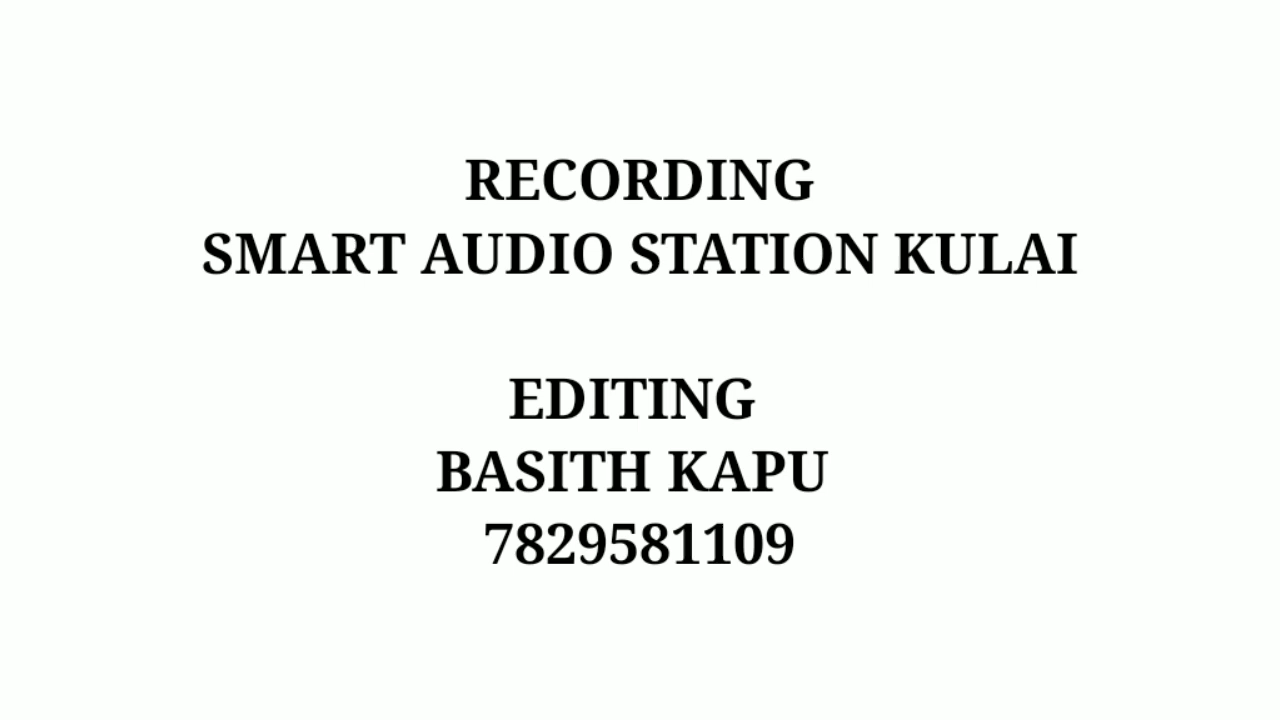 RECORDING
SMART AUDIO STATION KULAI
EDITING
BASITH KAPU
7829581109